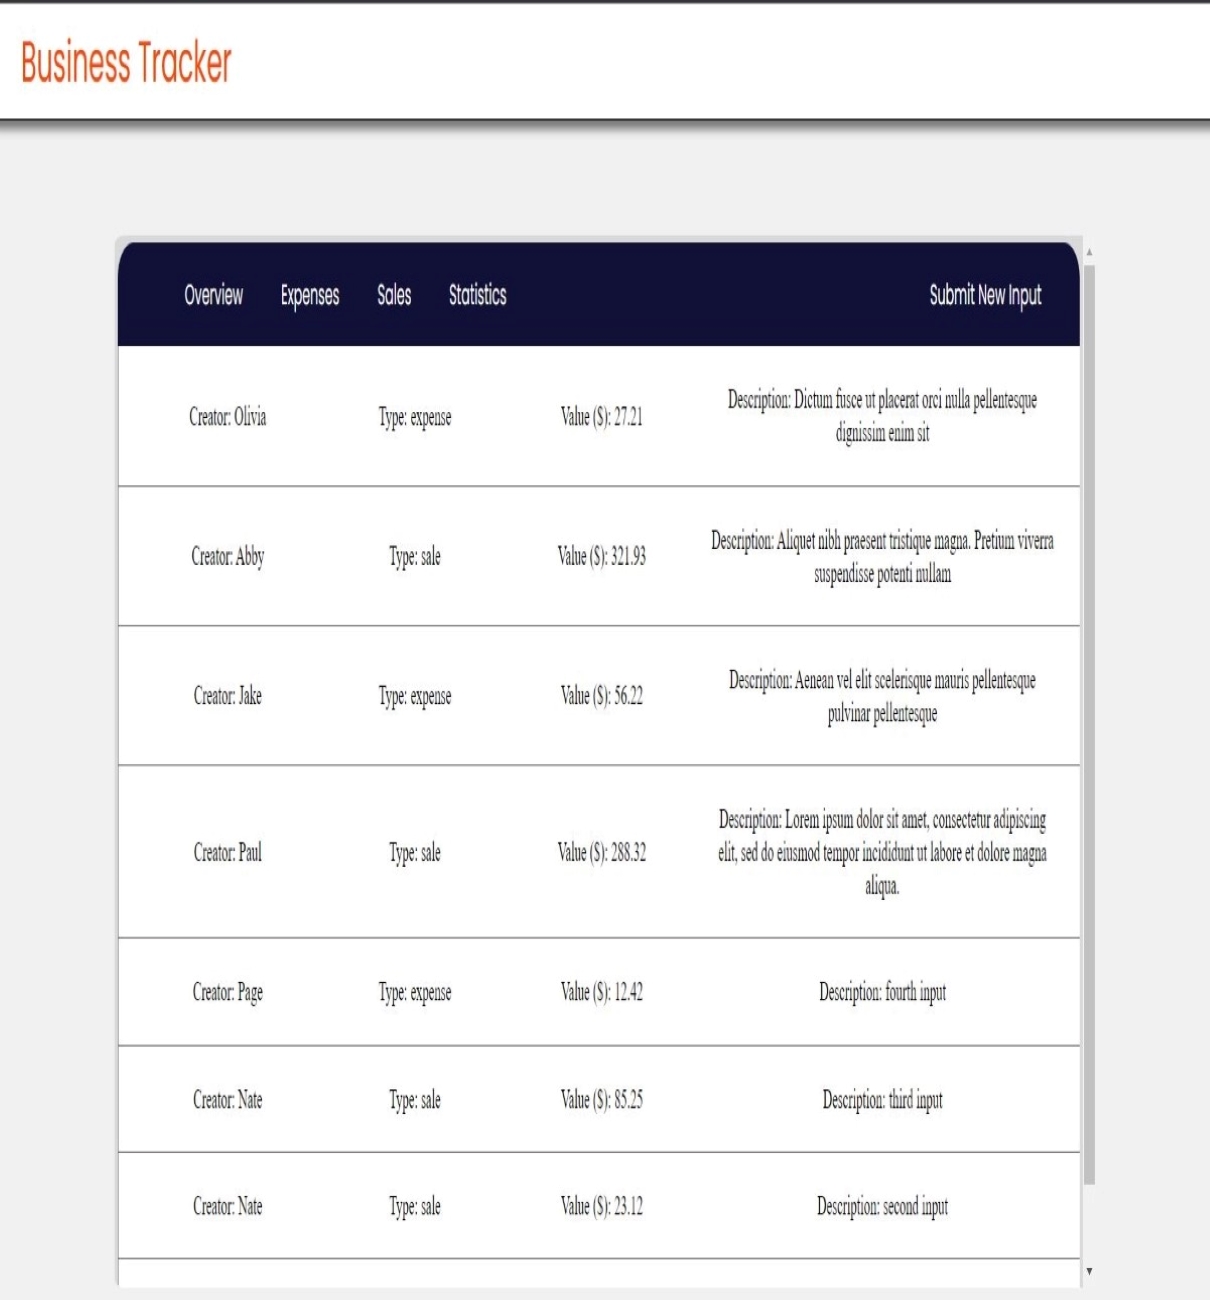 Business Tracker
Overview Expenses Sales Statistics Submit New Input
Creator: Olivia Type: expense Value ($): 27.21 Description: Dictum fusce ut placerat orci nulla pellentesque
dignissim enim sit
Creator: Abby Type: sale Value ($): 321.93 Description: Aliquet nibh praesent tristique magna. Pretium viverra
suspendisse potenti nullam
Creator: Jake Type: expense Value ($): 56.22 Description: Aenean vel elit scelerisque mauris pellentesque
pulvinar pellentesque
Creator: Paul Type: sale Value ($): 288.32 Description: Lorem ipsum dolor sit amet, consectetur adipiscing
elit, sed do eiusmod tempor incididunt ut labore et dolore magna
aliqua.
Creator: Page Type: expense Value ($): 12.42 Description: fourth input
Creator: Nate Type: sale Value ($): 85.25 Description: third input
Creator: Nate Type: sale Value ($): 23.12 Description: second input